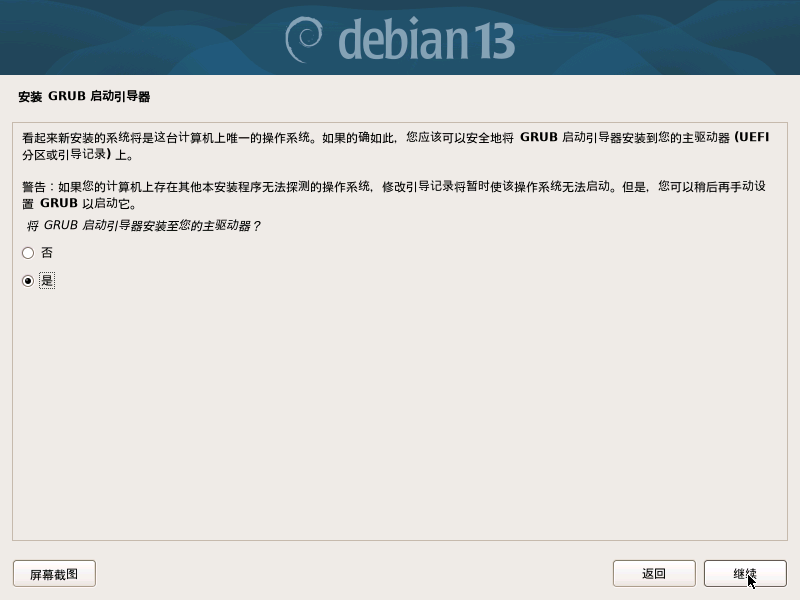 debian 13
安装 GRUB 启动引导器
看起来新安装的系统将是这台计算机上唯一的操作系统。如果的确如此，您应该可以安全地将 GRUB 启动引导器安装到您的主驱动器 (UEFI
分区或引导记录) 上。
警告：如果您的计算机上存在其他本安装程序无法探测的操作系统，修改引导记录将暂时使该操作系统无法启动。但是，您可以稍后再手动设
置 GRUB 以启动它。
将 GRUB 启动引导器安装至您的主驱动器？
否
是
屏幕截图
返回
继续